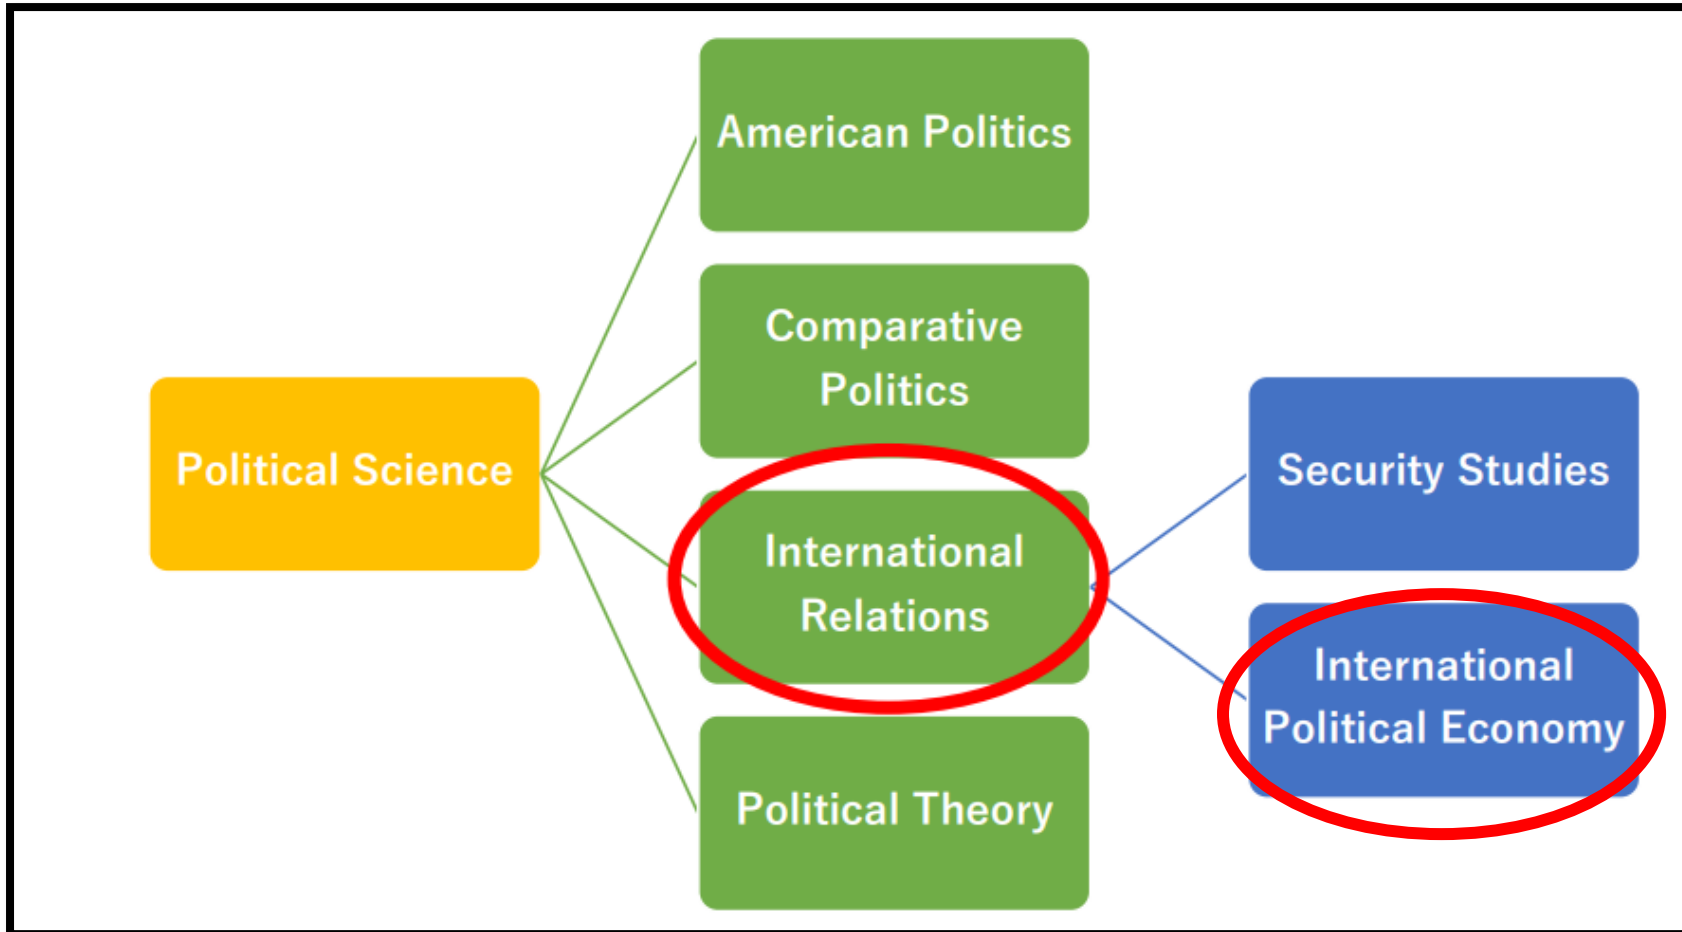 Political Science
American Politics
Comparative
Politics
International
Relations
Political Theory
Security Studies
International
Political Economy